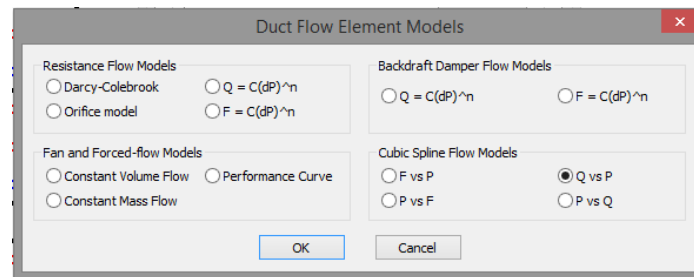 Duct Flow Element Models
Resistance Flow Models
Darcy-Colebrook
Q = C(dP)^n
Orifice model
F = C(dP)^n
Backdraft Damper Flow Models
Q = C(dP)^n
F = C(dP)^n
Fan and Forced-flow Models
Constant Volume Flow
Performance Curve
Constant Mass Flow
Cubic Spline Flow Models
F vs P
Q vs P
P vs F
P vs Q
OK
Cancel